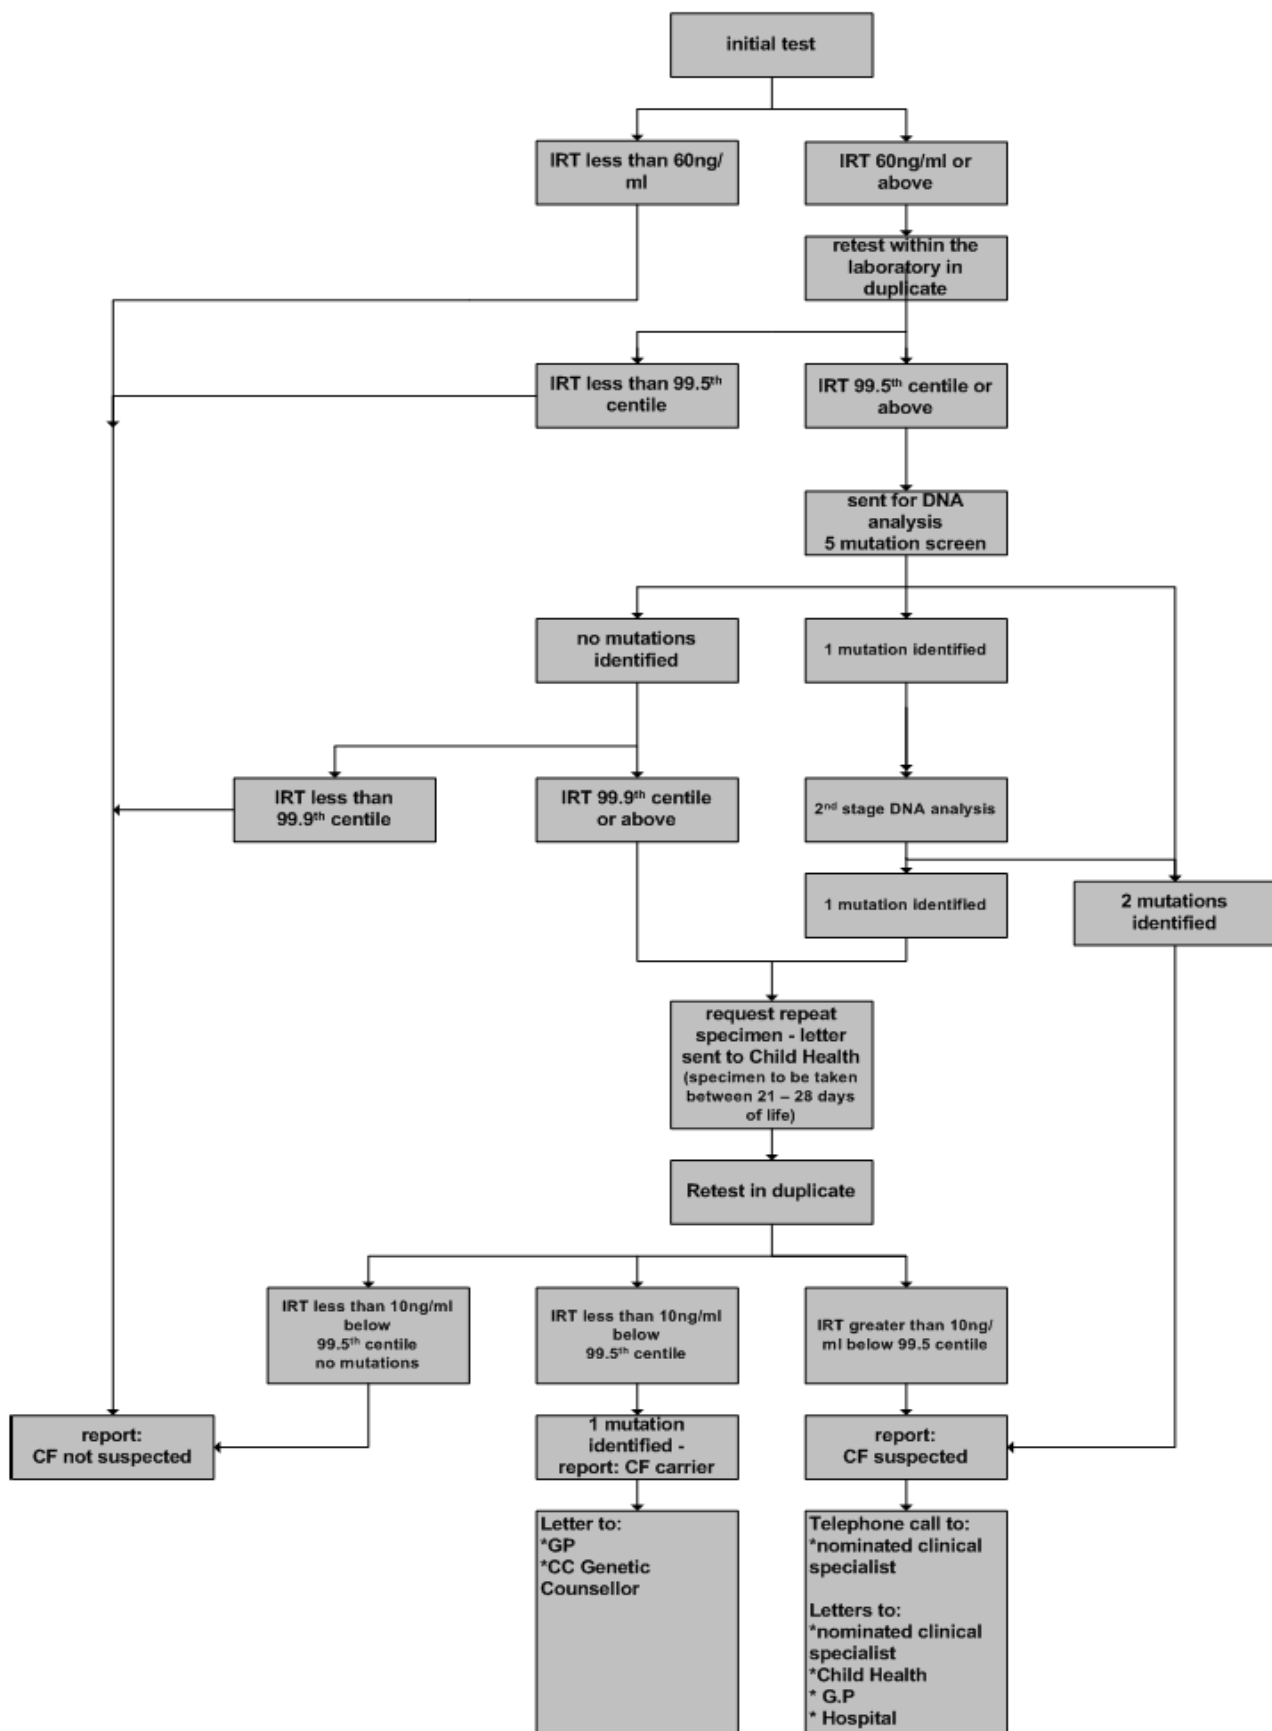 initial test
IRT less than 60ng/
ml
IRT 60ng/ml or
above
retest within the
laboratory in
duplicate
IRT less than 99.5th
centile
IRT 99.5th centile or
above
sent for DNA
analysis
5 mutation screen
no mutations
identified
1 mutation identified
IRT less than
99.9th centile
IRT 99.9th centile
or above
2nd stage DNA analysis
1 mutation identified
2 mutations
identified
request repeat
specimen - letter
sent to Child Health
(specimen to be taken
between 21 – 28 days
of life)
Retest in duplicate
IRT less than 10ng/ml
below
99.5th centile
no mutations
IRT less than 10ng/ml
below
99.5th centile
IRT greater than 10ng/
ml below 99.5 centile
report:
CF not suspected
1 mutation
identified -
report: CF carrier
report:
CF suspected
Letter to:
*GP
*CC Genetic
Counsellor
Telephone call to:
*nominated clinical
specialist
Letters to:
*nominated clinical
specialist
*Child Health
* G.P
* Hospital